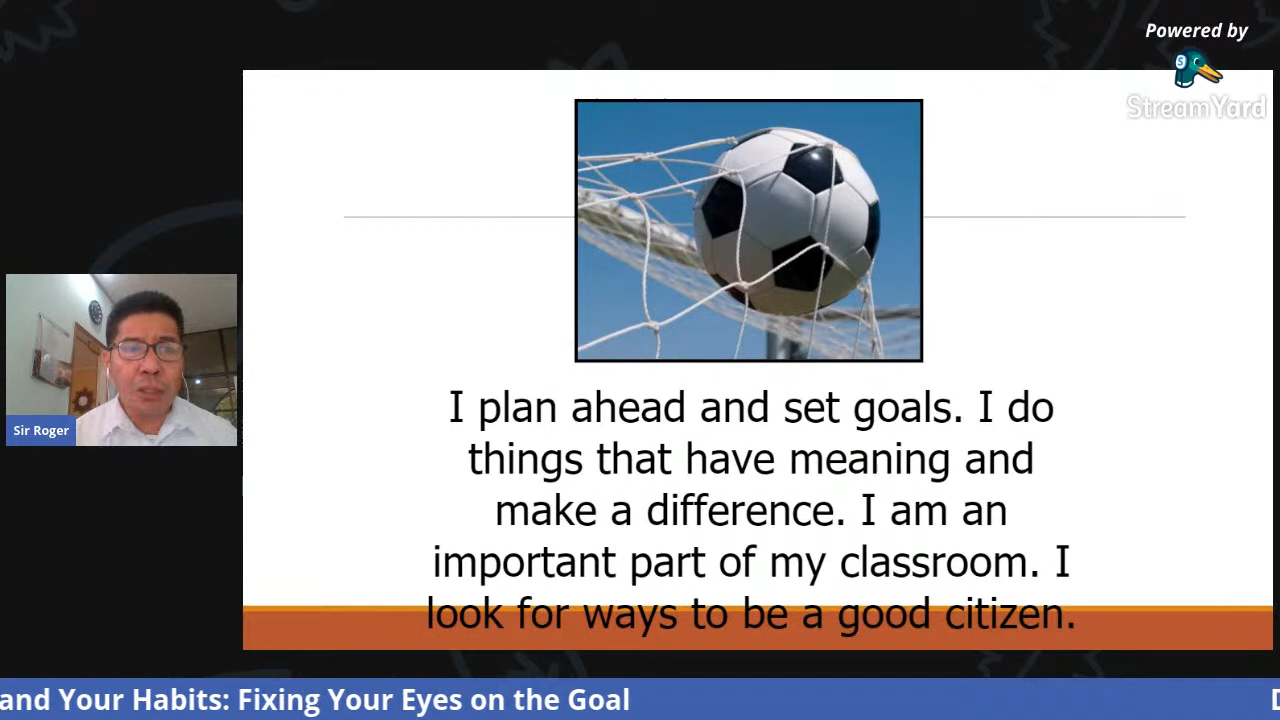 Powered by
StreamYard
I plan ahead and set goals. I do
things that have meaning and
make a difference. I am an
important part of my classroom. I
look for ways to be a good citizen.
Sir Roger
and Your Habits: Fixing Your Eyes on the Goal